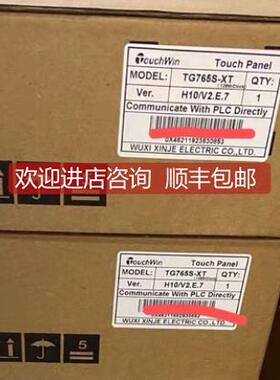 TouchWin Touch Panel
MODEL: TG765S-XT QTY:
Ver. H10/V2.E.7 1
Communicate With PLC Directly
WUXI XINJE ELECTRIC CO.,LTD.
欢迎进店咨询 顺丰包邮
TouchWin Touch Panel
MODEL: TG765S-XT QTY:
Ver. H10/V2.E.7 1
Communicate With PLC Directly
WUXI XINJE ELECTRIC CO.,LTD.
5